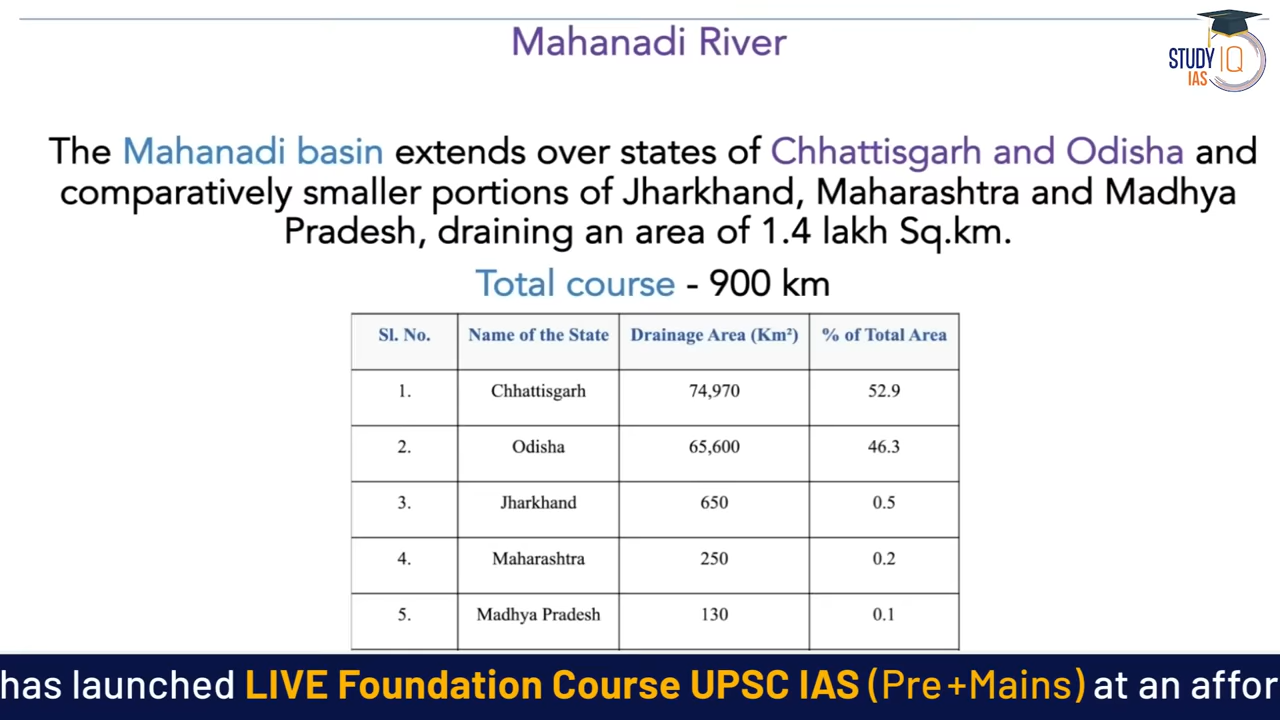 Mahanadi River
STUDY IQ
IAS
The Mahanadi basin extends over states of Chhattisgarh and Odisha and
comparatively smaller portions of Jharkhand, Maharashtra and Madhya
Pradesh, draining an area of 1.4 lakh Sq.km.
Total course - 900 km
Sl. No. Name of the State Drainage Area (Km²) % of Total Area
1. Chhattisgarh 74,970 52.9
2. Odisha 65,600 46.3
3. Jharkhand 650 0.5
4. Maharashtra 250 0.2
5. Madhya Pradesh 130 0.1
has launched LIVE Foundation Course UPSC IAS (Pre+Mains) at an affor